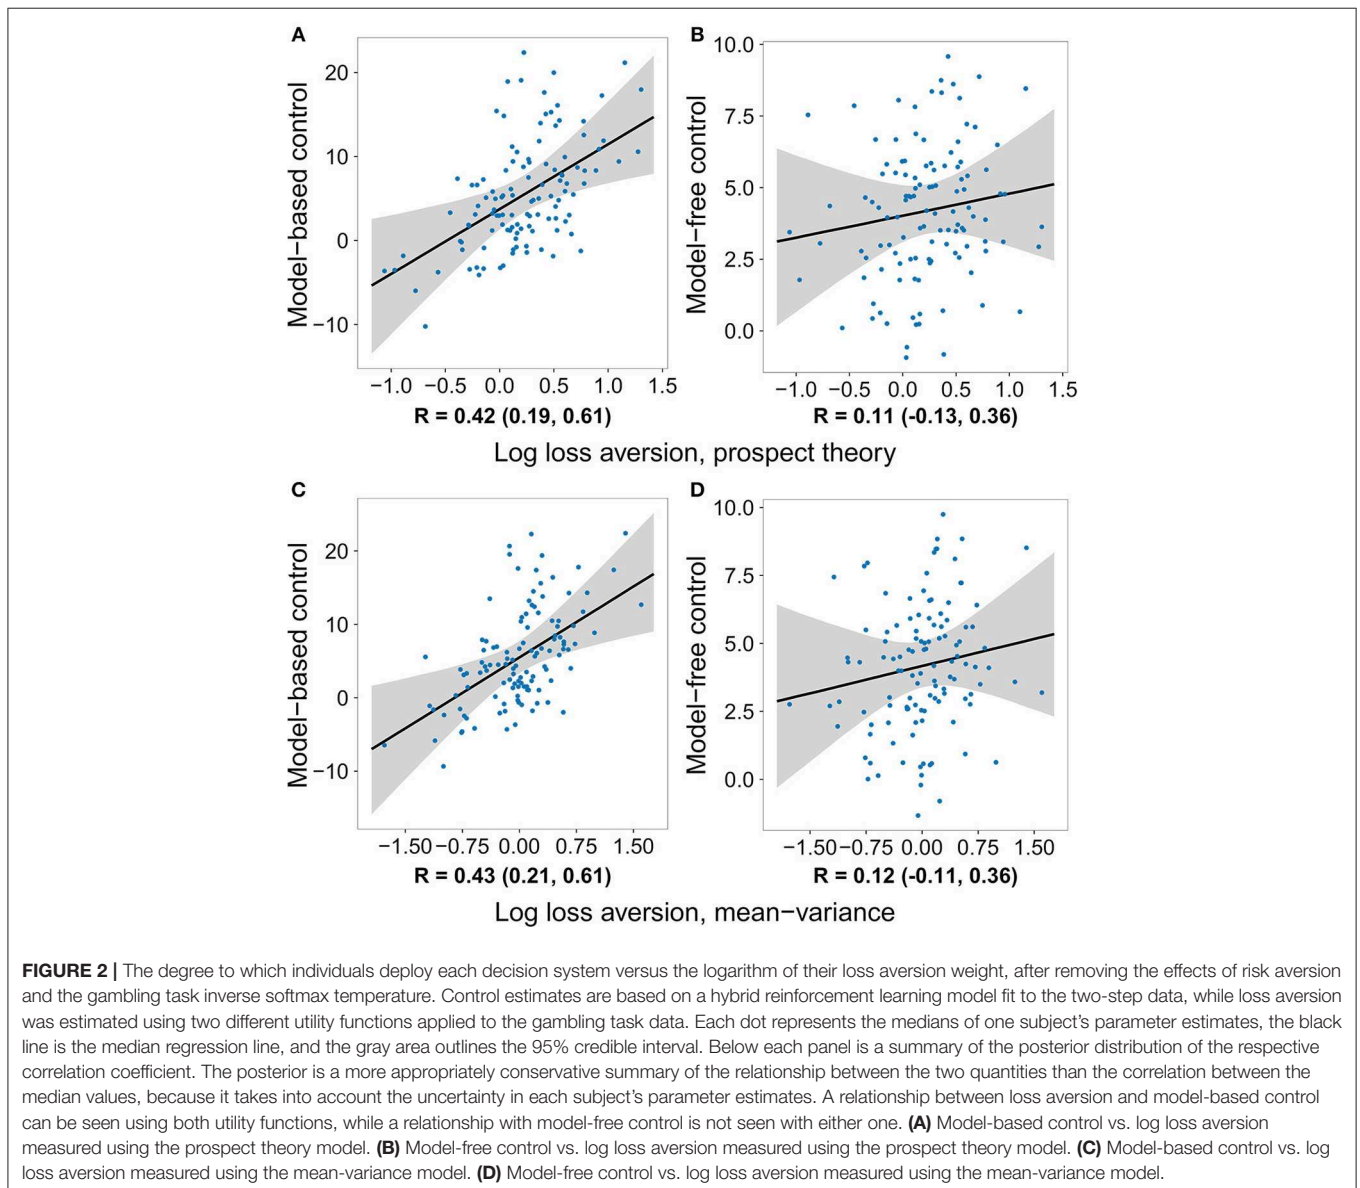 A
Model−based control
20
10
0
−10
−1.0 −0.5 0.0 0.5 1.0 1.5
R = 0.42 (0.19, 0.61)
B
Model−free control
10.0
7.5
5.0
2.5
0.0
−1.0 −0.5 0.0 0.5 1.0 1.5
R = 0.11 (-0.13, 0.36)
Log loss aversion, prospect theory
C
Model−based control
20
10
0
−10
−1.50 −0.75 0.00 0.75 1.50
R = 0.43 (0.21, 0.61)
D
Model−free control
10.0
7.5
5.0
2.5
0.0
−1.50 −0.75 0.00 0.75 1.50
R = 0.12 (-0.11, 0.36)
Log loss aversion, mean−variance
FIGURE 2 | The degree to which individuals deploy each decision system versus the logarithm of their loss aversion weight, after removing the effects of risk aversion
and the gambling task inverse softmax temperature. Control estimates are based on a hybrid reinforcement learning model fit to the two-step data, while loss aversion
was estimated using two different utility functions applied to the gambling task data. Each dot represents the medians of one subject's parameter estimates, the black
line is the median regression line, and the gray area outlines the 95% credible interval. Below each panel is a summary of the posterior distribution of the respective
correlation coefficient. The posterior is a more appropriately conservative summary of the relationship between the two quantities than the correlation between the
median values, because it takes into account the uncertainty in each subject's parameter estimates. A relationship between loss aversion and model-based control
can be seen using both utility functions, while a relationship with model-free control is not seen with either one. (A) Model-based control vs. log loss aversion
measured using the prospect theory model. (B) Model-free control vs. log loss aversion measured using the prospect theory model. (C) Model-based control vs. log
loss aversion measured using the mean-variance model. (D) Model-free control vs. log loss aversion measured using the mean-variance model.